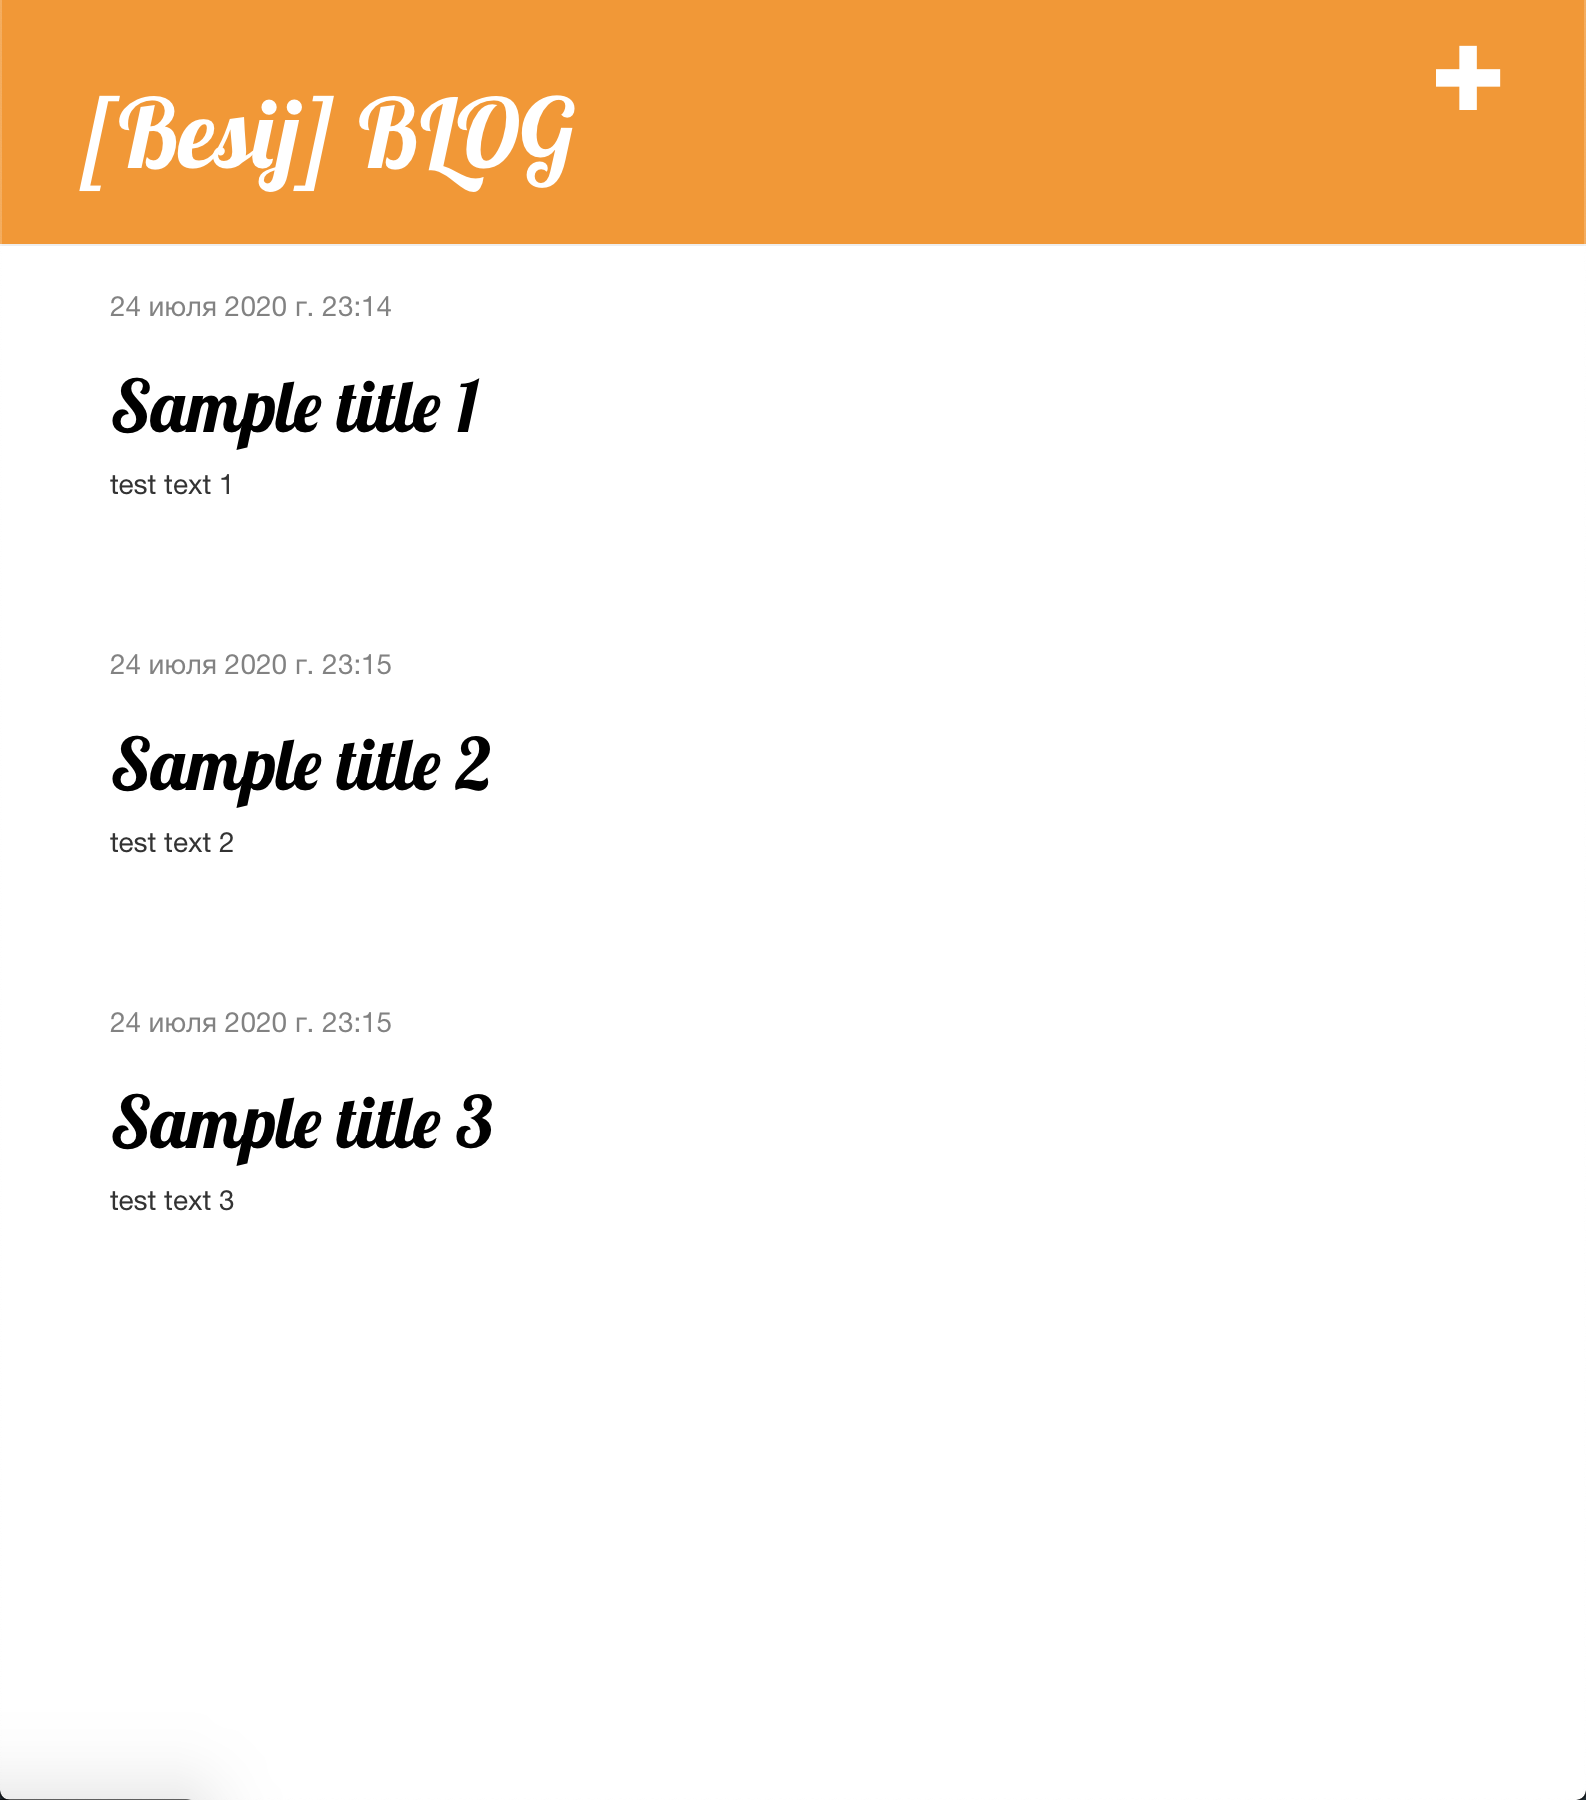 [Besij] BLOG
24 июля 2020 г. 23:14
Sample title 1
test text 1
24 июля 2020 г. 23:15
Sample title 2
test text 2
24 июля 2020 г. 23:15
Sample title 3
test text 3